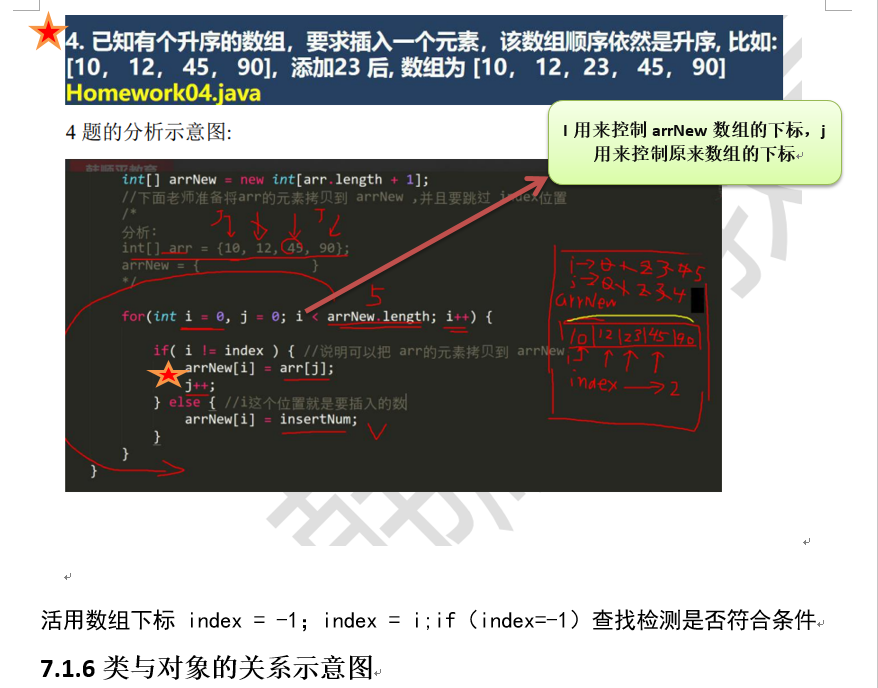 4. 已知有个升序的数组，要求插入一个元素，该数组顺序依然是升序, 比如:
[10， 12， 45， 90]，添加23 后, 数组为 [10， 12，23， 45， 90]
Homework04.java
4 题的分析示意图:
I 用来控制 arrNew 数组的下标，j
用来控制原来数组的下标
int[] arrNew = new int[arr.length + 1];
//下面老师准备将arr的元素拷贝到 arrNew ,并且要跳过 index位置
/*
分析:
int[] arr = {10, 12, 45, 90};
arrNew = {                }
*/
5
for(int i = 0, j = 0; i < arrNew.length; i++) {
if( i != index ) { //说明可以把 arr的元素拷贝到 arrNew
arrNew[i] = arr[j];
j++;
} else { //i这个位置就是要插入的数
arrNew[i] = insertNum;
}
}
}
i→0 1 2 3 4 5
j→0 1 2 3 4
arrNew
10|12|23|45|90
index → 2
活用数组下标 index = -1；index = i;if（index=-1）查找检测是否符合条件
7.1.6 类与对象的关系示意图